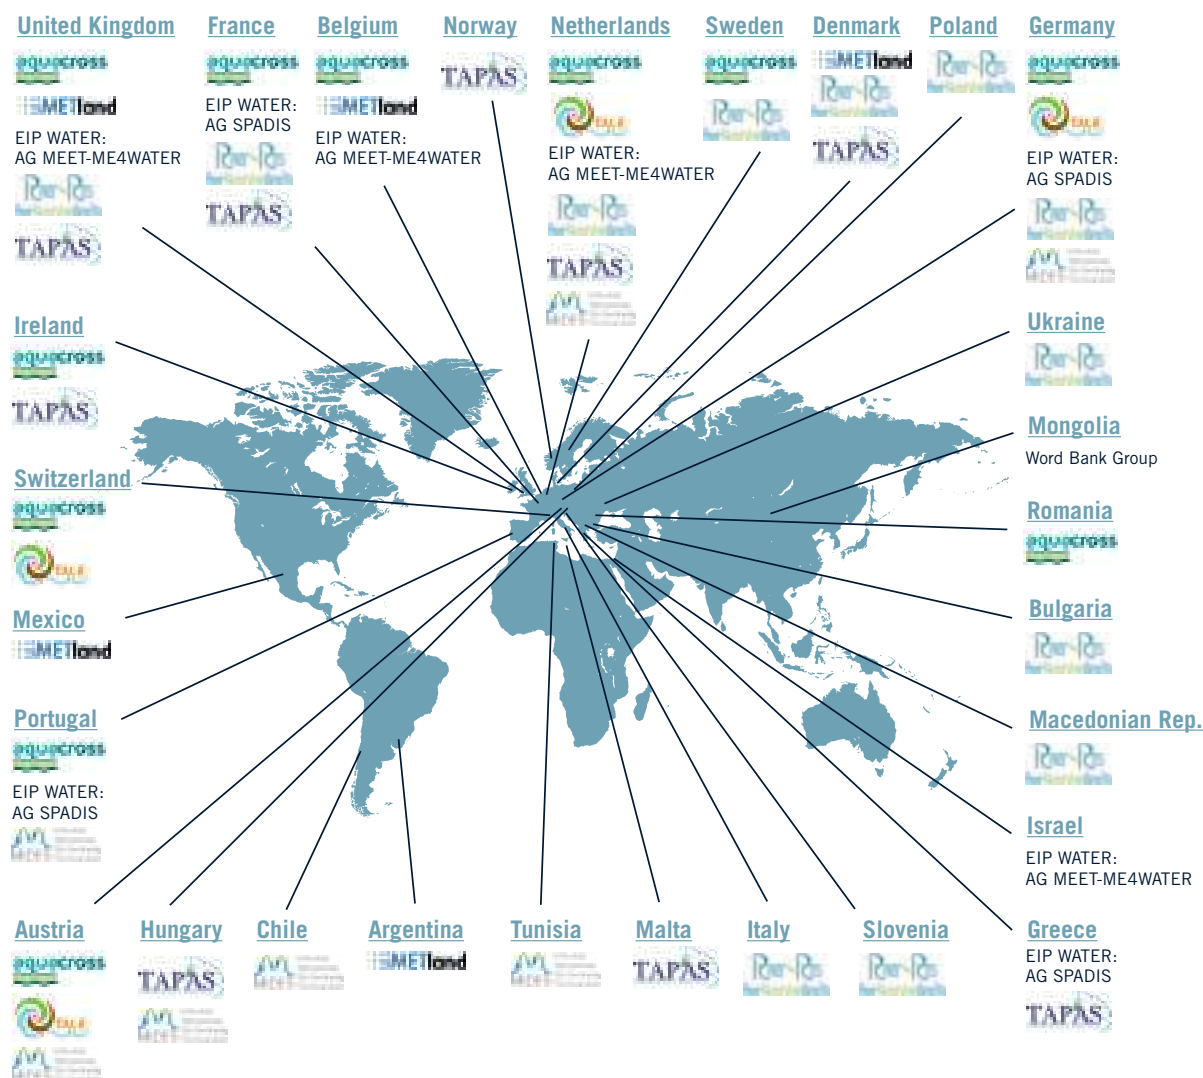 United Kingdom
aquacross
METland
EIP WATER:
AG MEET-ME4WATER
TAPAS
France
aquacross
EIP WATER:
AG SPADIS
TAPAS
Belgium
aquacross
METland
EIP WATER:
AG MEET-ME4WATER
Norway
TAPAS
Netherlands
aquacross
TALE
EIP WATER:
AG MEET-ME4WATER
TAPAS
Sweden
aquacross
Denmark
METland
TAPAS
Poland
Germany
aquacross
TALE
EIP WATER:
AG SPADIS
Ireland
aquacross
TAPAS
Ukraine
Mongolia
Word Bank Group
Switzerland
aquacross
TALE
Romania
aquacross
Mexico
METland
Bulgaria
Portugal
aquacross
EIP WATER:
AG SPADIS
Macedonian Rep.
Israel
EIP WATER:
AG MEET-ME4WATER
Austria
aquacross
TALE
Hungary
TAPAS
Chile
Argentina
METland
Tunisia
Malta
TAPAS
Italy
Slovenia
Greece
EIP WATER:
AG SPADIS
TAPAS